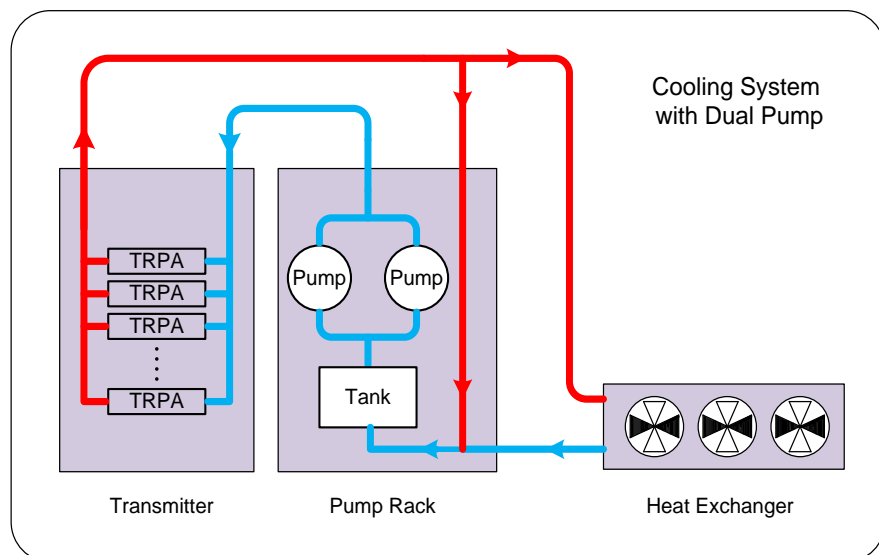 Cooling System
with Dual Pump
TRPA
TRPA
TRPA
TRPA
Pump
Pump
Tank
Transmitter
Pump Rack
Heat Exchanger